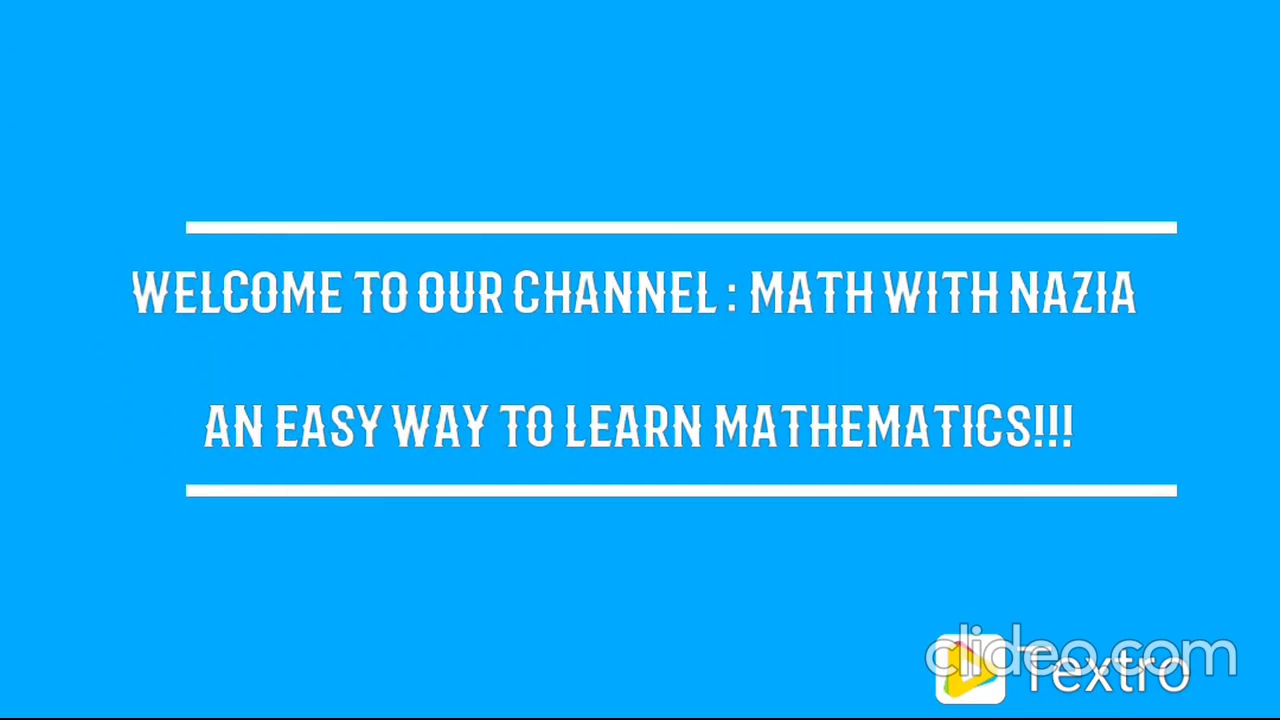 WELCOME TO OUR CHANNEL : MATH WITH NAZIA
AN EASY WAY TO LEARN MATHEMATICS!!!
clideo.com
Textro